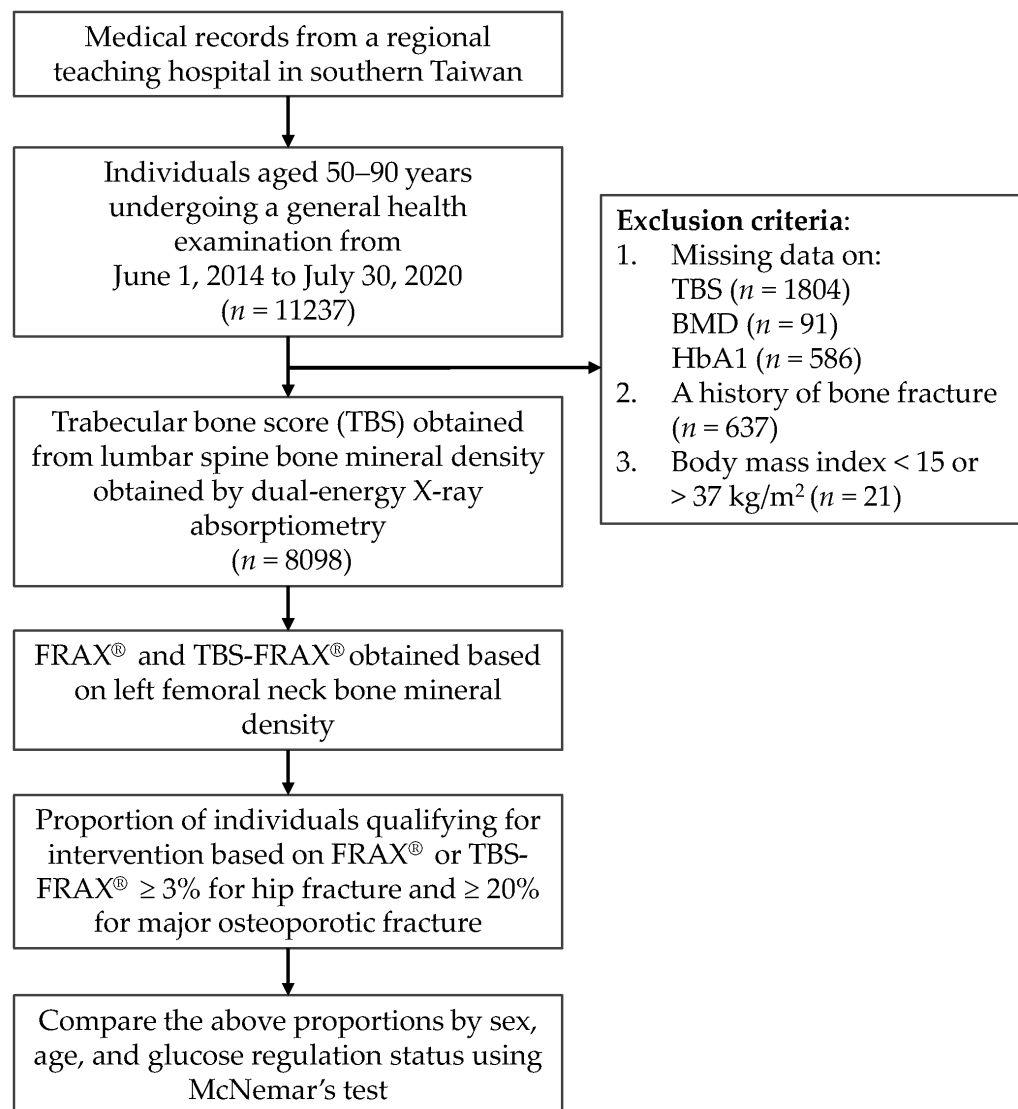 Medical records from a regional
teaching hospital in southern Taiwan
Individuals aged 50–90 years
undergoing a general health
examination from
June 1, 2014 to July 30, 2020
(n = 11237)
Exclusion criteria:
1. Missing data on:
TBS (n = 1804)
BMD (n = 91)
HbA1 (n = 586)
2. A history of bone fracture
(n = 637)
3. Body mass index < 15 or
> 37 kg/m² (n = 21)
Trabecular bone score (TBS) obtained
from lumbar spine bone mineral density
obtained by dual-energy X-ray
absorptiometry
(n = 8098)
FRAX® and TBS-FRAX® obtained based
on left femoral neck bone mineral
density
Proportion of individuals qualifying for
intervention based on FRAX® or TBS-
FRAX® ≥ 3% for hip fracture and ≥ 20%
for major osteoporotic fracture
Compare the above proportions by sex,
age, and glucose regulation status using
McNemar’s test